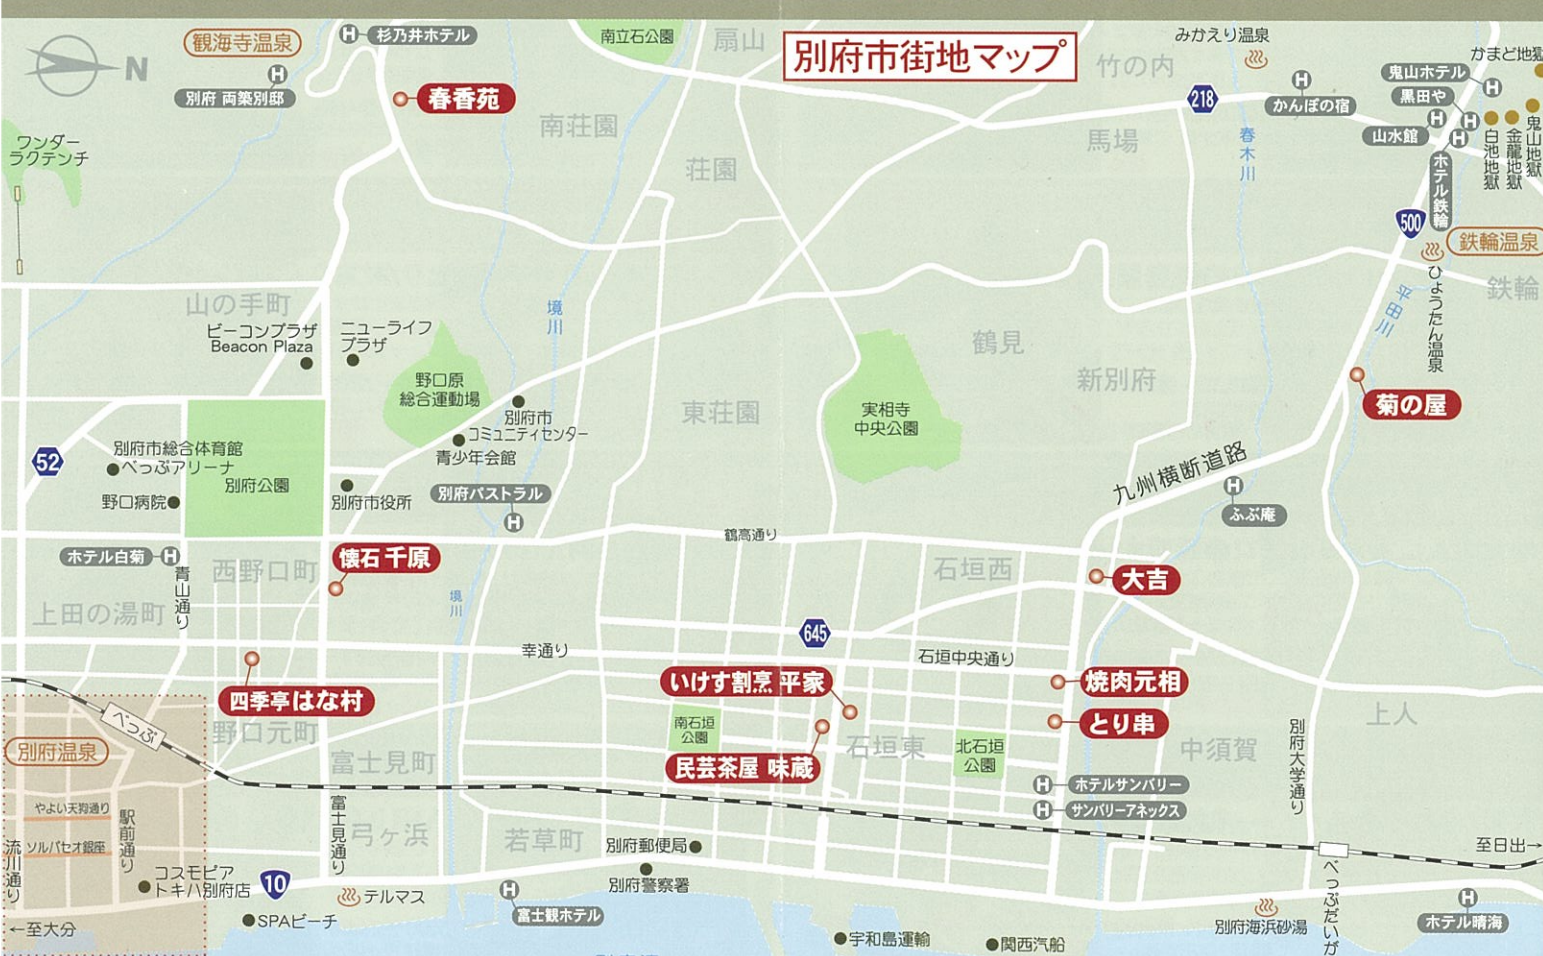 別府市街地マップ
観海寺温泉
杉乃井ホテル
別府 両築別邸
春香苑
N
ワンダー
ラクテンチ
南立石公園
扇山
南荘園
荘園
竹の内
みかえり温泉
218
馬場
春木川
かんぽの宿
かまど地獄
鬼山ホテル
黒田や
山水館
ホテル鉄輪
白池地獄
金龍地獄
鬼山地獄
500
鉄輪温泉
鉄輪
ひょうたん温泉
平田川
菊の屋
山の手町
ビーコンプラザ
Beacon Plaza
ニューライフ
プラザ
境川
野口原
総合運動場
別府市
コミュニティセンター
青少年会館
東荘園
実相寺
中央公園
鶴見
新別府
52
別府市総合体育館
べっぷアリーナ
野口病院
別府公園
別府市役所
別府パストラル
九州横断道路
ふぶ庵
ホテル白菊
青山通り
西野口町
懐石 千原
上田の湯町
境川
鶴高通り
石垣西
大吉
645
幸通り
石垣中央通り
四季亭はな村
いけす割烹 平家
焼肉元相
とり串
南石垣
公園
民芸茶屋 味蔵
石垣東
北石垣
公園
中須賀
上人
別府大学通り
べっぷ
別府温泉
野口元町
富士見町
ホテルサンバリー
サンバリーアネックス
やよい天狗通り
ソルパセオ銀座
駅前通り
流川通り
富士見通り
弓ヶ浜
若草町
別府郵便局
別府警察署
至日出→
べっぷだいが
コスモピア
トキハ別府店
10
テルマス
SPAビーチ
富士観ホテル
←至大分
宇和島運輸
関西汽船
別府海浜砂湯
ホテル晴海